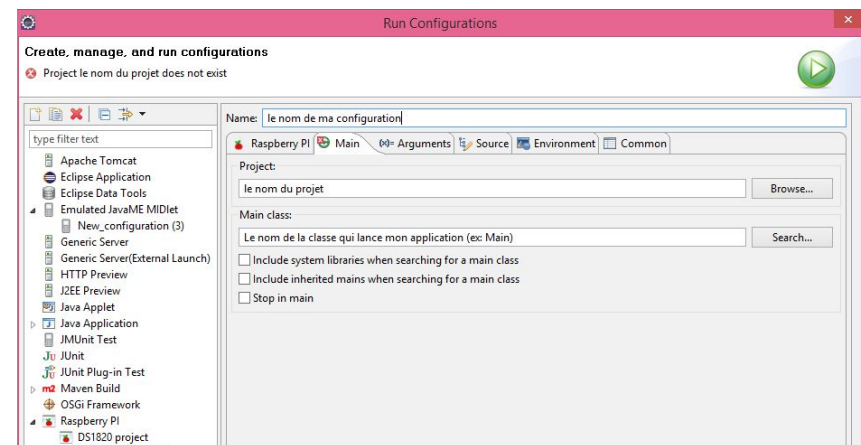 Run Configurations
Create, manage, and run configurations
Project le nom du projet does not exist
type filter text
Apache Tomcat
Eclipse Application
Eclipse Data Tools
Emulated JavaME MIDlet
New_configuration (3)
Generic Server
Generic Server(External Launch)
HTTP Preview
J2EE Preview
Java Applet
Java Application
JMUnit Test
JUnit
JUnit Plug-in Test
Maven Build
OSGi Framework
Raspberry PI
DS1820 project
Name: le nom de ma configuration
Raspberry PI Main (x)= Arguments Source Environment Common
Project:
le nom du projet Browse...
Main class:
Le nom de la classe qui lance mon application (ex: Main) Search...
Include system libraries when searching for a main class
Include inherited mains when searching for a main class
Stop in main